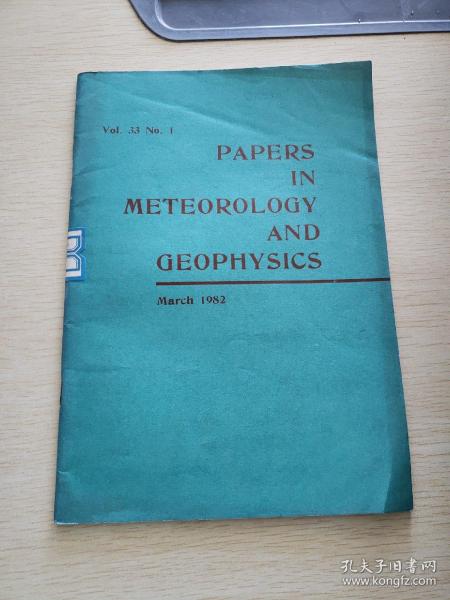 Vol. 33 No. 1
PAPERS
IN
METEOROLOGY
AND
GEOPHYSICS
March 1982
孔夫子旧书网
www.kongfz.com